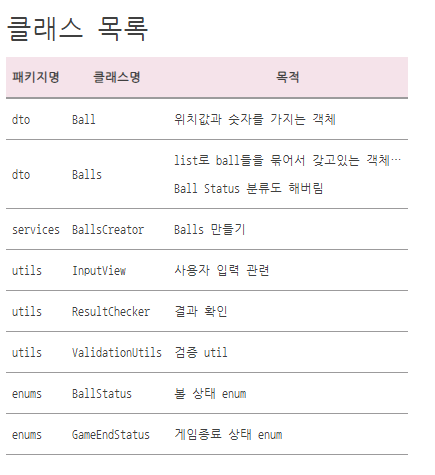 클래스 목록
패키지명 클래스명 목적
dto Ball 위치값과 숫자를 가지는 객체
list로 ball들을 묶어서 갖고있는 객체…
dto Balls
Ball Status 분류도 해버림
services BallsCreator Balls 만들기
utils InputView 사용자 입력 관련
utils ResultChecker 결과 확인
utils ValidationUtils 검증 util
enums BallStatus 볼 상태 enum
enums GameEndStatus 게임종료 상태 enum